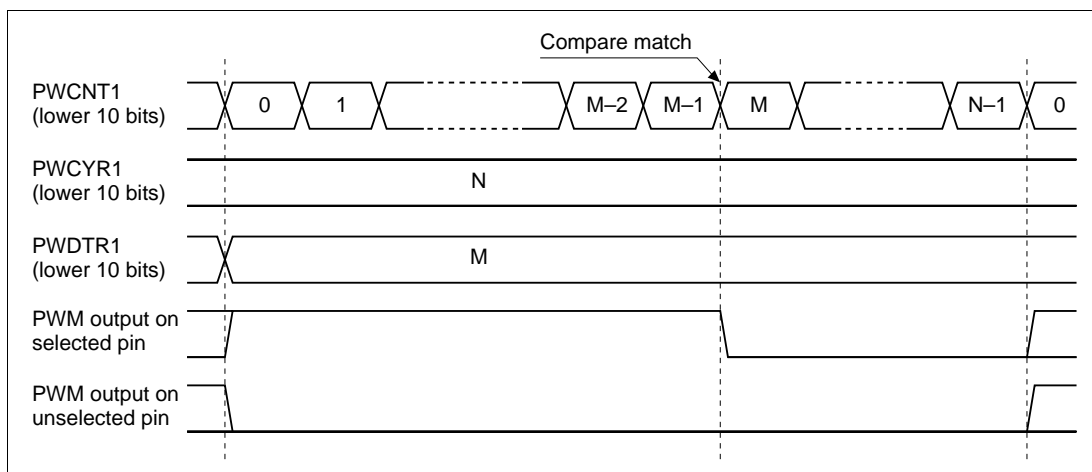 Compare match
PWCNT1
(lower 10 bits)
0 1 M–2 M–1 M N–1 0
PWCYR1
(lower 10 bits)
N
PWDTR1
(lower 10 bits)
M
PWM output on
selected pin
PWM output on
unselected pin